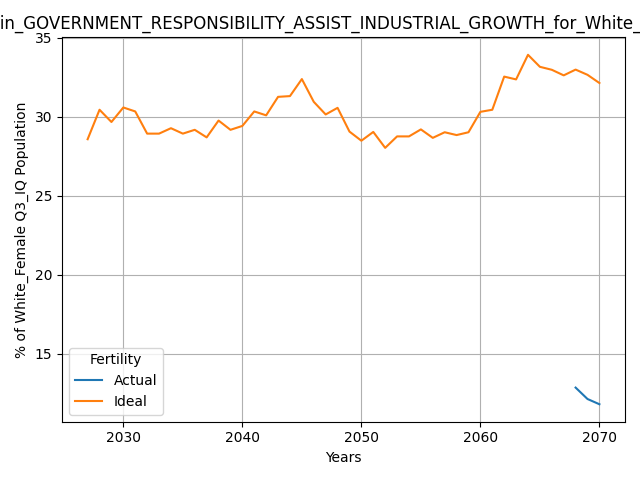 in_GOVERNMENT_RESPONSIBILITY_ASSIST_INDUSTRIAL_GROWTH_for_White_
35
30
25
20
15
% of White_Female Q3_IQ Population
Fertility
Actual
Ideal
2030 2040 2050 2060 2070
Years